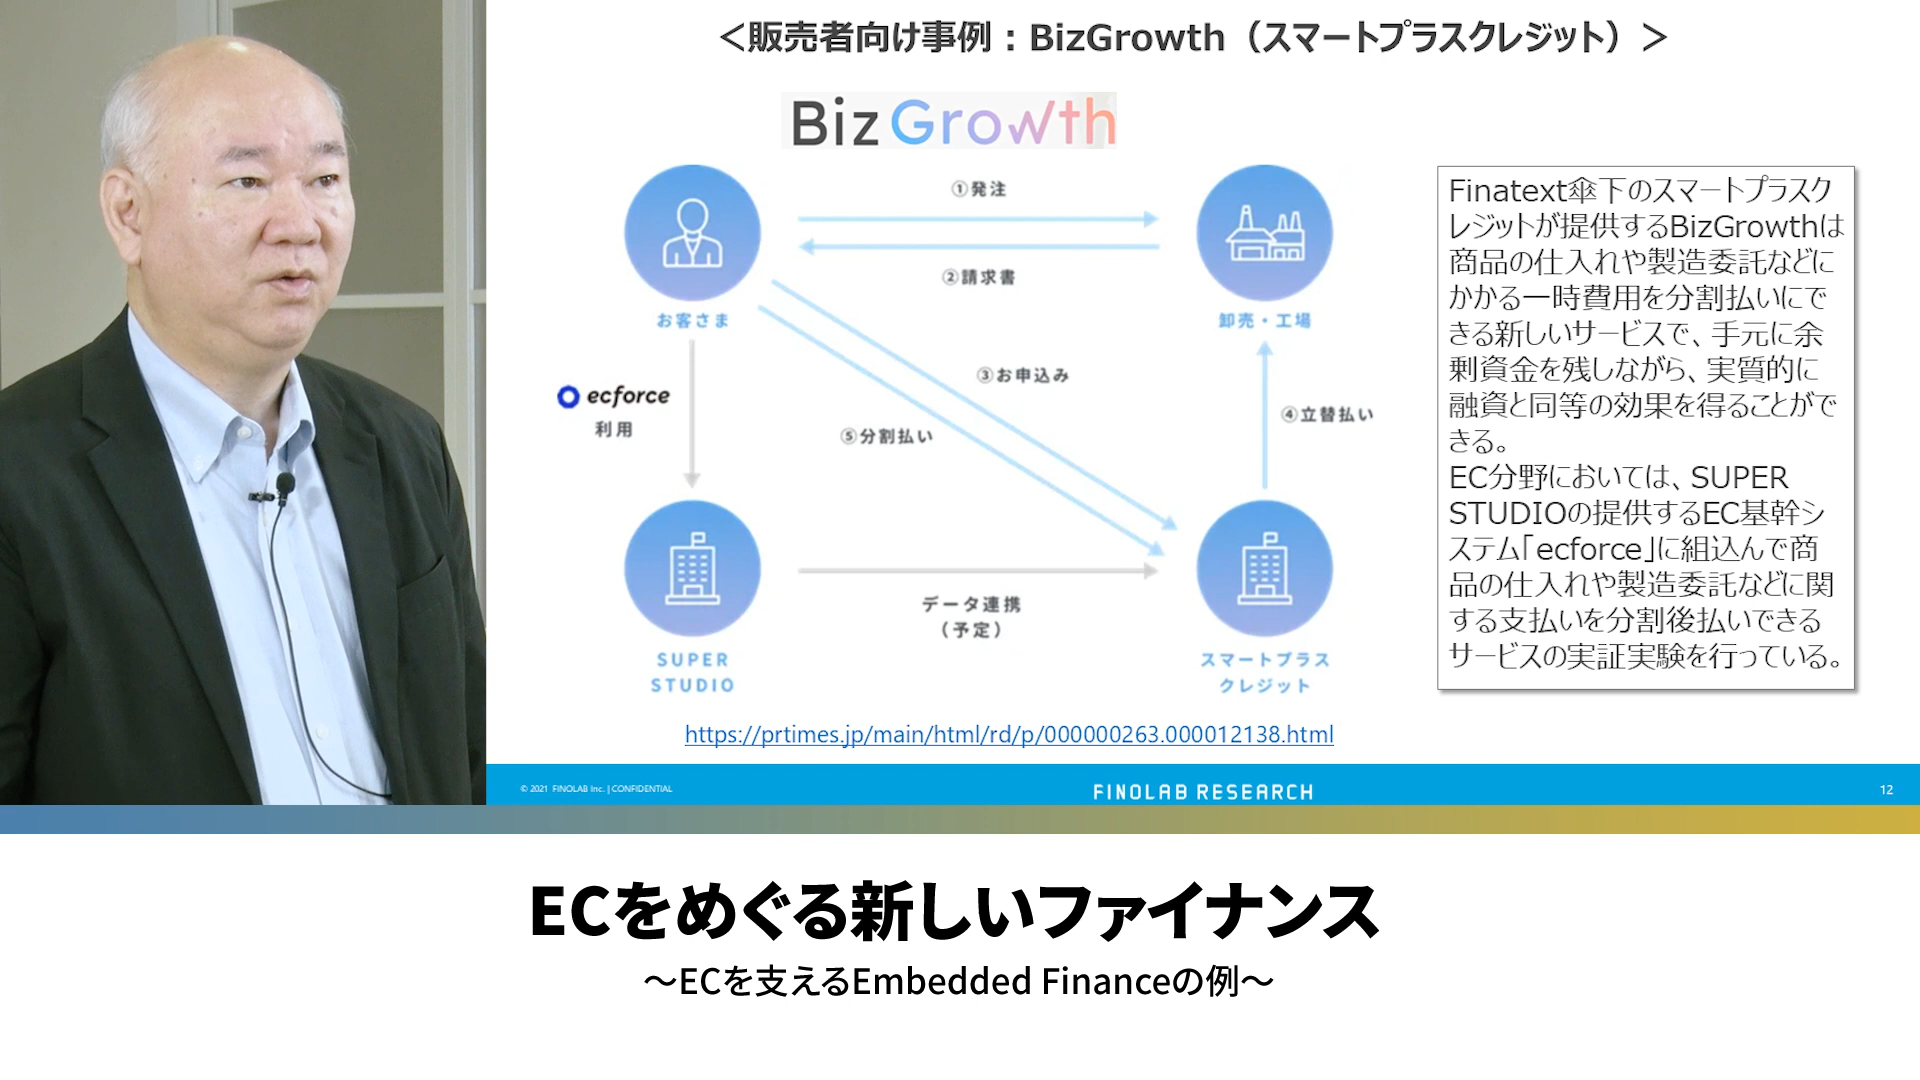 ＜販売者向け事例：BizGrowth（スマートプラスクレジット）＞
BizGrowth
①発注
②請求書
お客さま
卸売・工場
③お申込み
ecforce
利用
④立替払い
⑤分割払い
データ連携
（予定）
SUPER
STUDIO
スマートプラス
クレジット
Finatext傘下のスマートプラスク
レジットが提供するBizGrowthは
商品の仕入れや製造委託などに
かかる一時費用を分割払いにで
きる新しいサービスで、手元に余
剰資金を残しながら、実質的に
融資と同等の効果を得ることがで
きる。
EC分野においては、SUPER
STUDIOの提供するEC基幹シ
ステム「ecforce」に組込んで商
品の仕入れや製造委託などに関
する支払いを分割後払いできる
サービスの実証実験を行っている。
https://prtimes.jp/main/html/rd/p/000000263.000012138.html
© 2021 FINOLAB Inc. | CONFIDENTIAL
FINOLAB RESEARCH
12
ECをめぐる新しいファイナンス
～ECを支えるEmbedded Financeの例～